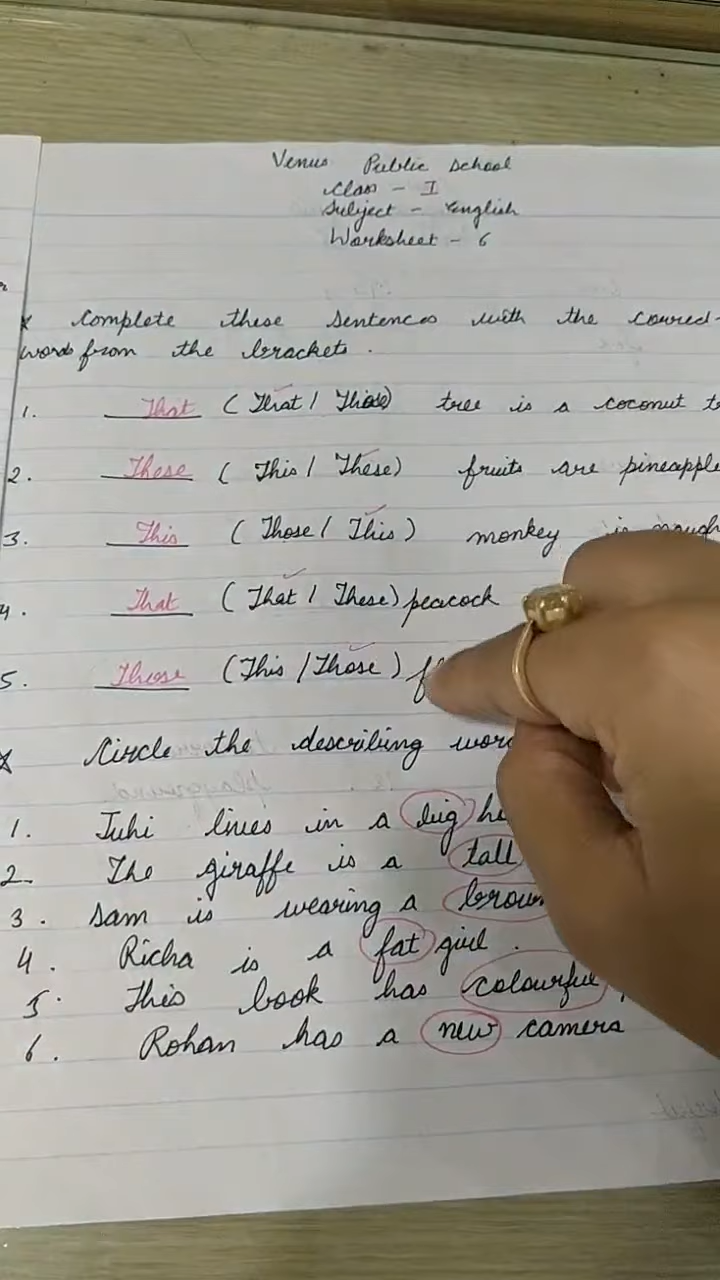 Venus Public School
Class - I
Subject - English
Worksheet - 6
* Complete these sentences with the correct
word from the brackets.
1. That (That / Those) tree is a coconut
2. These (This / These) fruits are pineapple
3. This (Those / This) monkey is
4. That (That / These) peacock
5. Those (This / Those)
* Circle the describing
1. Juhi lives in a big
2. The giraffe is a tall
3. Sam is wearing a brown
4. Richa is a fat girl.
5. This book has colourful
6. Rohan has a new camera